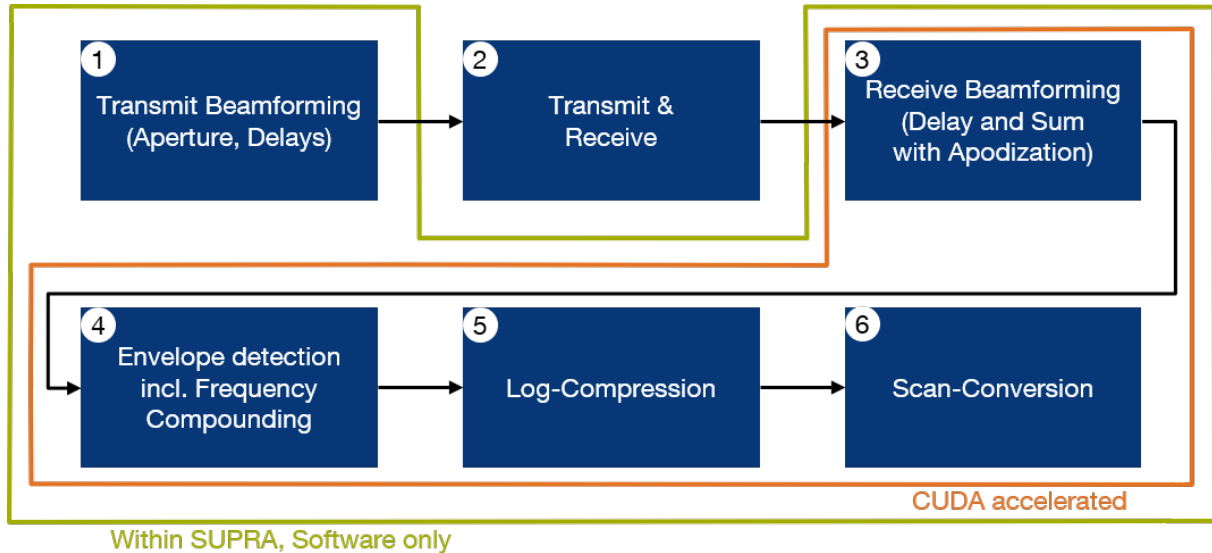 1
Transmit Beamforming
(Aperture, Delays)
2
Transmit &
Receive
3
Receive Beamforming
(Delay and Sum
with Apodization)
4
Envelope detection
incl. Frequency
Compounding
5
Log-Compression
6
Scan-Conversion
CUDA accelerated
Within SUPRA, Software only